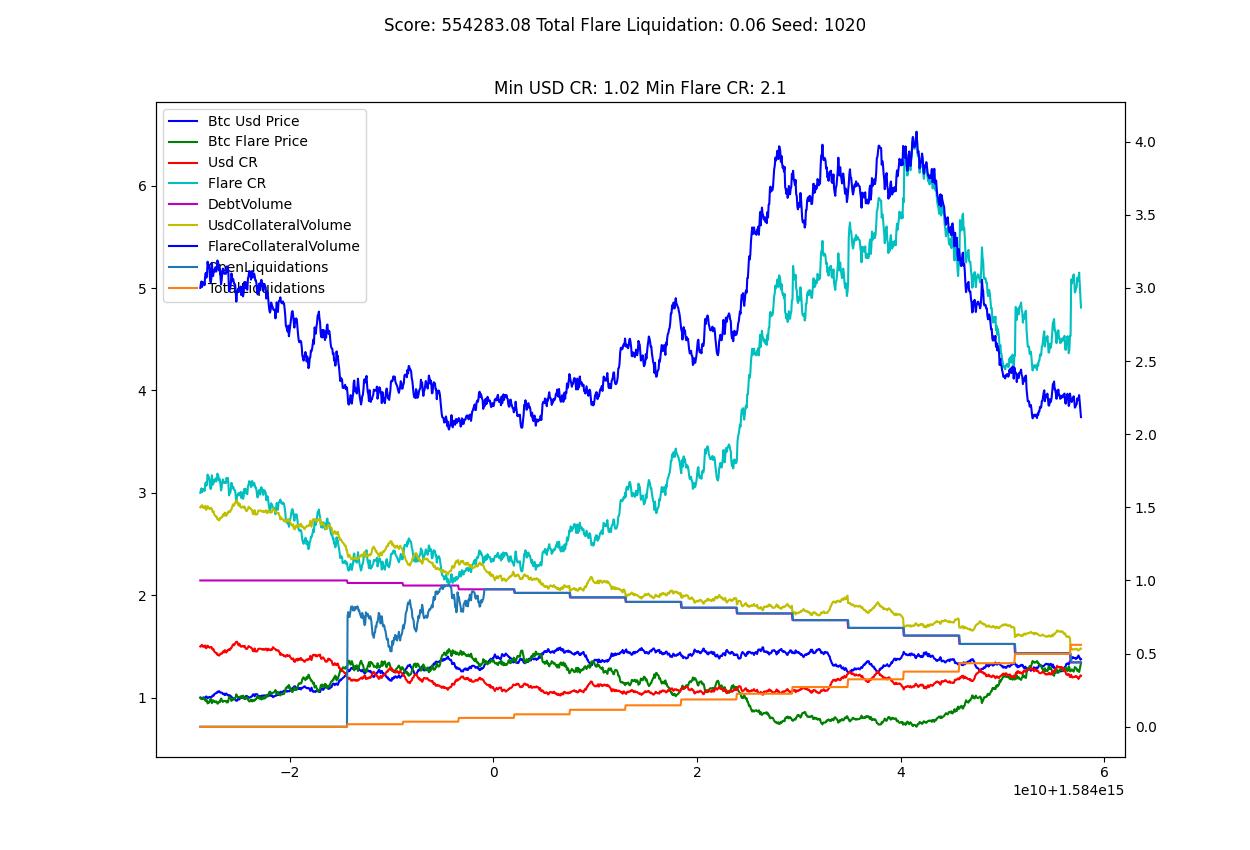 Score: 554283.08 Total Flare Liquidation: 0.06 Seed: 1020
Min USD CR: 1.02 Min Flare CR: 2.1
Btc Usd Price
Btc Flare Price
Usd CR
Flare CR
DebtVolume
UsdCollateralVolume
FlareCollateralVolume
OpenLiquidations
TotalLiquidations
6
5
4
3
2
1
4.0
3.5
3.0
2.5
2.0
1.5
1.0
0.5
0.0
−2
0
2
4
6
1e10+1.584e15